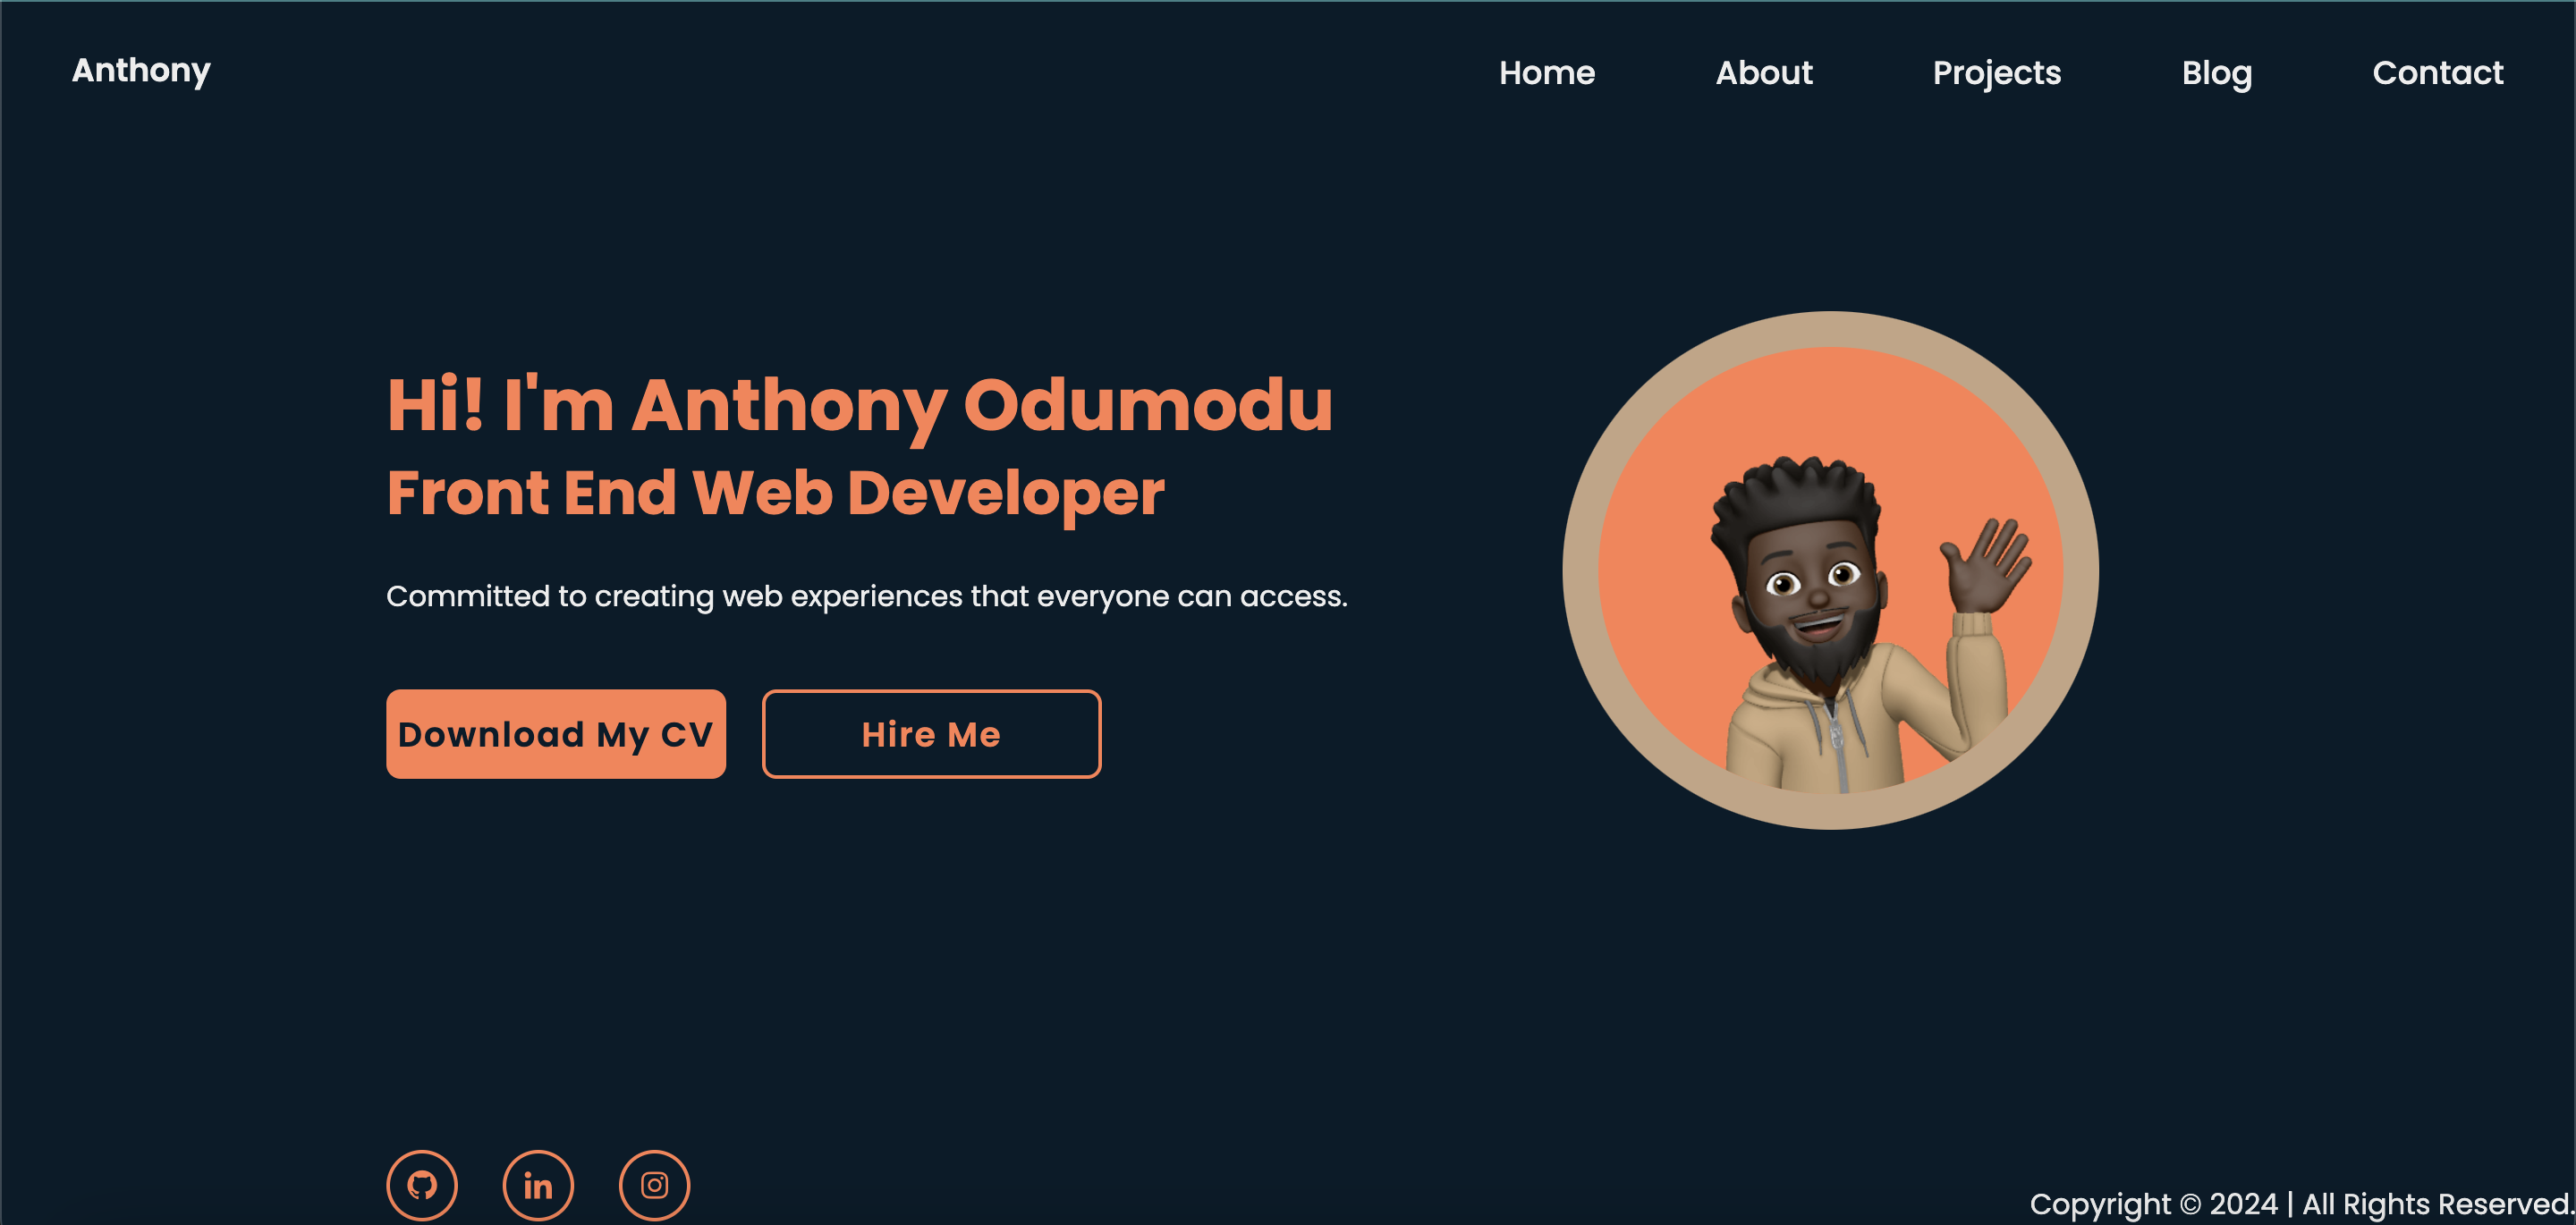 Anthony
Home About Projects Blog Contact
Hi! I'm Anthony Odumodu
Front End Web Developer
Committed to creating web experiences that everyone can access.
Download My CV Hire Me
in
Copyright © 2024 | All Rights Reserved.